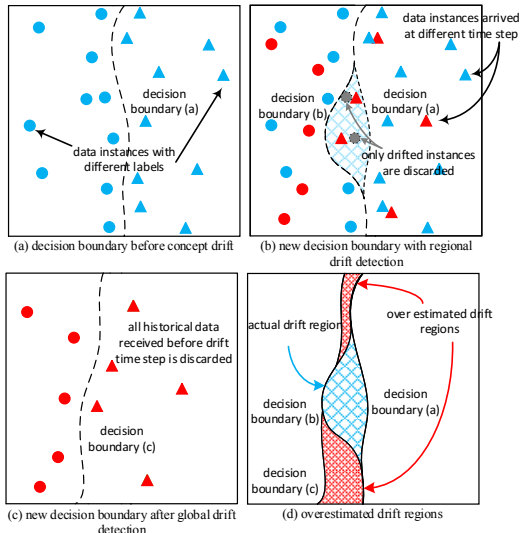 decision
boundary (a)
data instances with
different labels
(a) decision boundary before concept drift
data instances arrived
at different time step
decision
boundary (b)
decision
boundary (a)
only drifted instances
are discarded
(b) new decision boundary with regional
drift detection
all historical data
received before drift
time step is discarded
decision
boundary (c)
(c) new decision boundary after global drift
detection
over estimated drift
regions
actual drift region
decision
boundary (a)
decision
boundary (b)
decision
boundary (c)
(d) overestimated drift regions